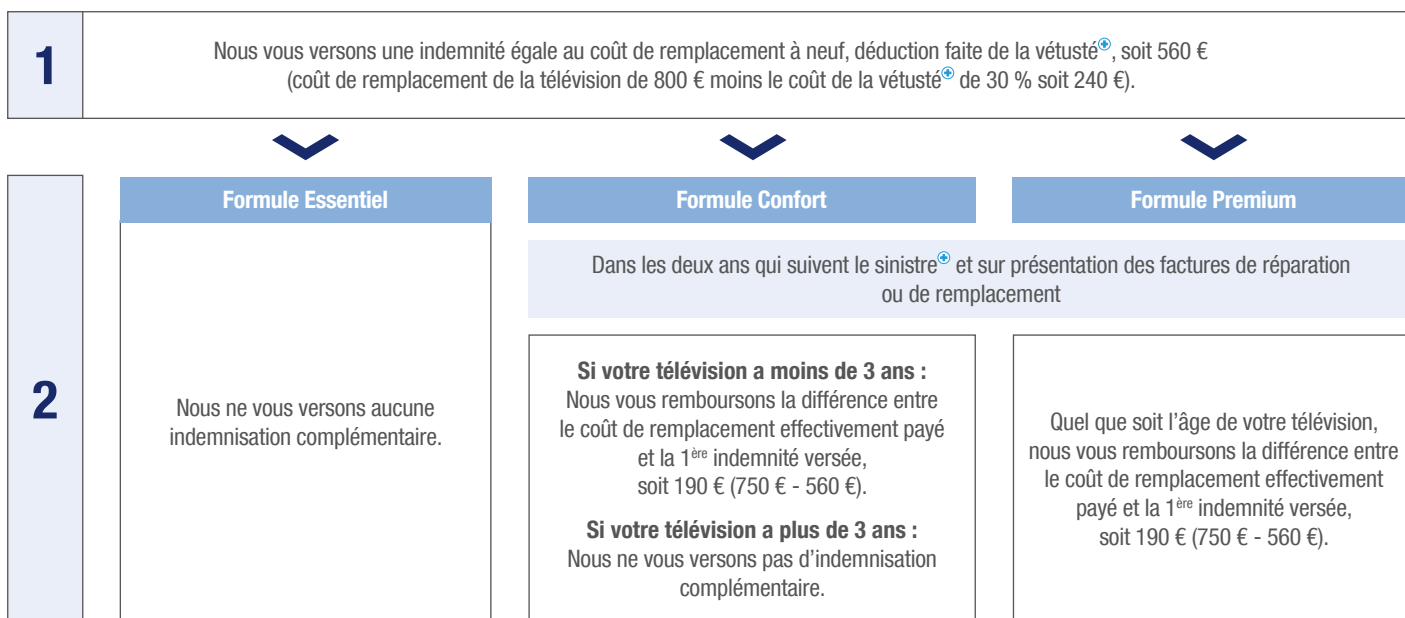 1
Nous vous versons une indemnité égale au coût de remplacement à neuf, déduction faite de la vétusté⊕, soit 560 €
(coût de remplacement de la télévision de 800 € moins le coût de la vétusté⊕ de 30 % soit 240 €).
2
Formule Essentiel
Nous ne vous versons aucune
indemnisation complémentaire.
Formule Confort
Formule Premium
Dans les deux ans qui suivent le sinistre⊕ et sur présentation des factures de réparation
ou de remplacement
Si votre télévision a moins de 3 ans :
Nous vous remboursons la différence entre
le coût de remplacement effectivement payé
et la 1ère indemnité versée,
soit 190 € (750 € - 560 €).
Si votre télévision a plus de 3 ans :
Nous ne vous versons pas d’indemnisation
complémentaire.
Quel que soit l’âge de votre télévision,
nous vous remboursons la différence entre
le coût de remplacement effectivement
payé et la 1ère indemnité versée,
soit 190 € (750 € - 560 €).